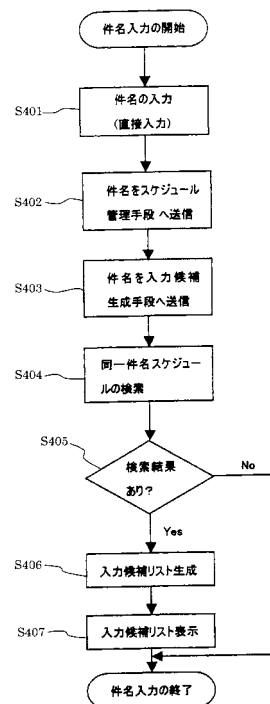 件名入力の開始
S401
件名の入力
(直接入力)
S402
件名をスケジュール
管理手段 へ送信
S403
件名を入力候補
生成手段へ送信
S404
同一件名スケジュー
ルの検索
S405
検索結果
あり?
No
Yes
S406
入力候補リスト生成
S407
入力候補リスト表示
件名入力の終了